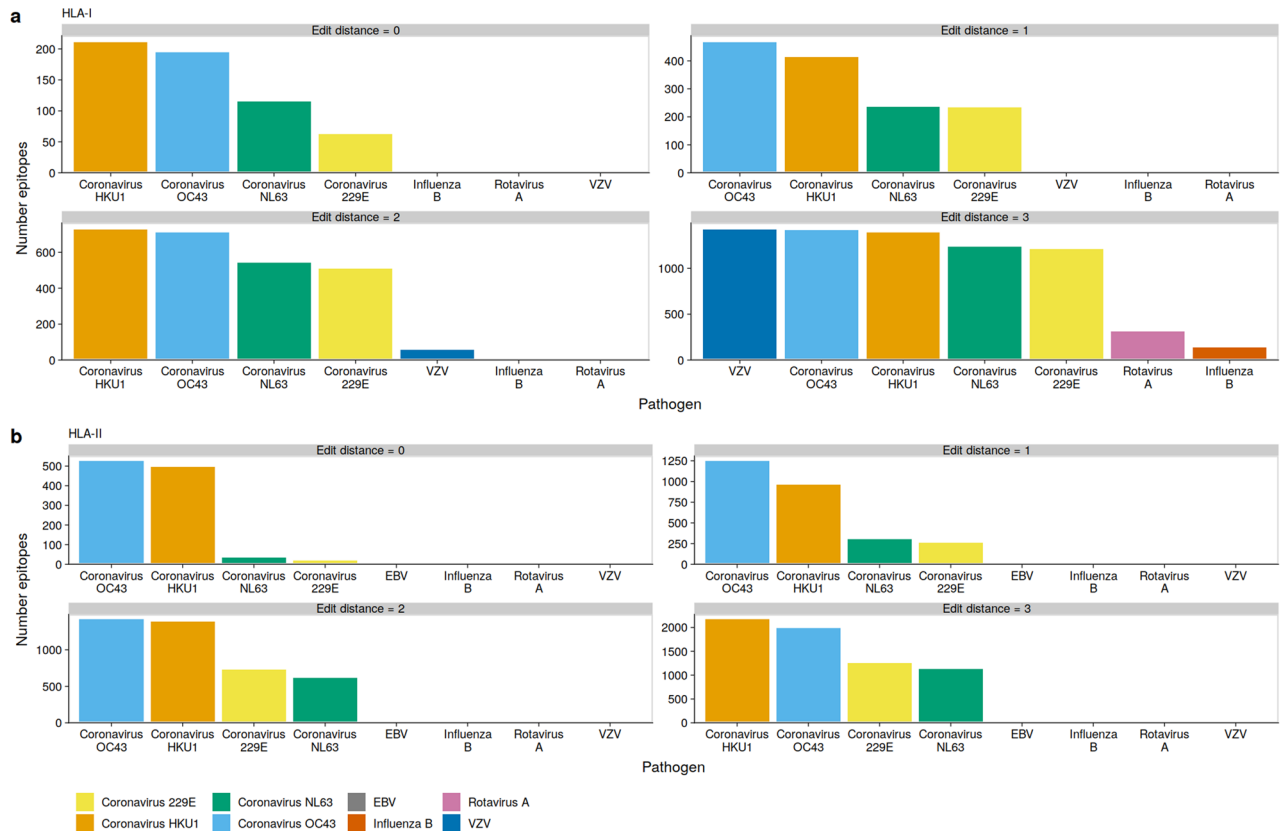 a
HLA-I
Number epitopes
Edit distance = 0
200
150
100
50
0
Coronavirus HKU1
Coronavirus OC43
Coronavirus NL63
Coronavirus 229E
Influenza B
Rotavirus A
VZV
Edit distance = 1
400
300
200
100
0
Coronavirus OC43
Coronavirus HKU1
Coronavirus NL63
Coronavirus 229E
VZV
Influenza B
Rotavirus A
Edit distance = 2
600
400
200
0
Coronavirus HKU1
Coronavirus OC43
Coronavirus NL63
Coronavirus 229E
VZV
Influenza B
Rotavirus A
Edit distance = 3
1000
500
0
VZV
Coronavirus OC43
Coronavirus HKU1
Coronavirus NL63
Coronavirus 229E
Rotavirus A
Influenza B
Pathogen
b
HLA-II
Number epitopes
Edit distance = 0
500
400
300
200
100
0
Coronavirus OC43
Coronavirus HKU1
Coronavirus NL63
Coronavirus 229E
EBV
Influenza B
Rotavirus A
VZV
Edit distance = 1
1250
1000
750
500
250
0
Coronavirus OC43
Coronavirus HKU1
Coronavirus NL63
Coronavirus 229E
EBV
Influenza B
Rotavirus A
VZV
Edit distance = 2
1000
500
0
Coronavirus OC43
Coronavirus HKU1
Coronavirus 229E
Coronavirus NL63
EBV
Influenza B
Rotavirus A
VZV
Edit distance = 3
2000
1500
1000
500
0
Coronavirus HKU1
Coronavirus OC43
Coronavirus 229E
Coronavirus NL63
EBV
Influenza B
Rotavirus A
VZV
Pathogen
Coronavirus 229E
Coronavirus NL63
EBV
Rotavirus A
Coronavirus HKU1
Coronavirus OC43
Influenza B
VZV